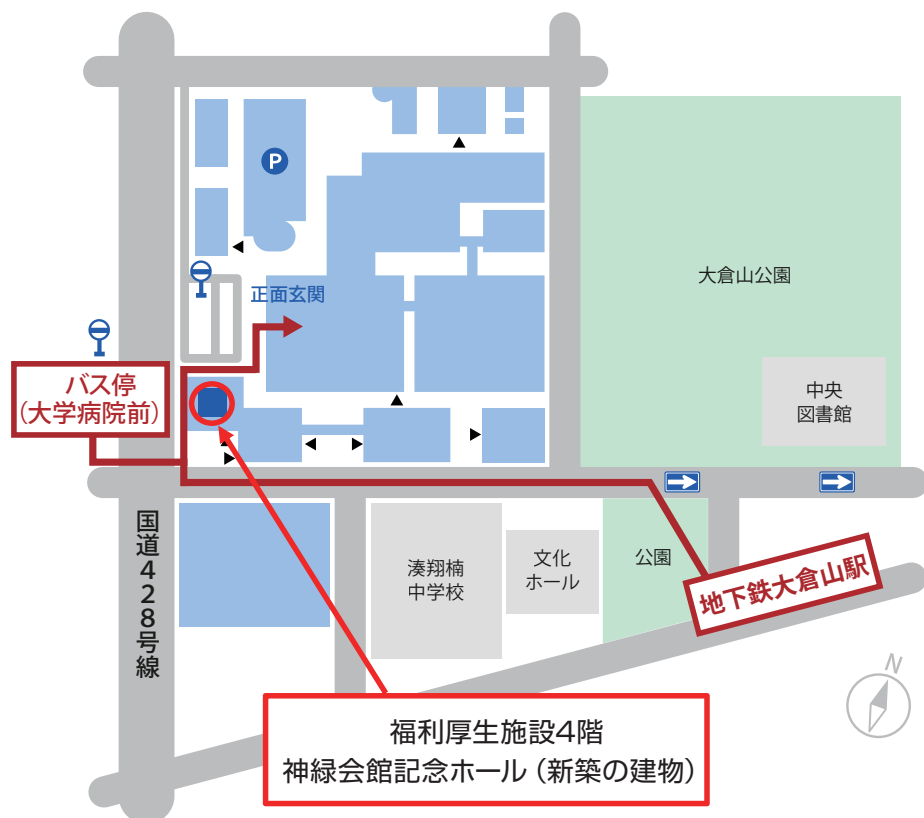 P
大倉山公園
正面玄関
バス停
（大学病院前）
中央
図書館
国道428号線
湊翔楠
中学校
文化
ホール
公園
地下鉄大倉山駅
N
福利厚生施設4階
神緑会館記念ホール（新築の建物）